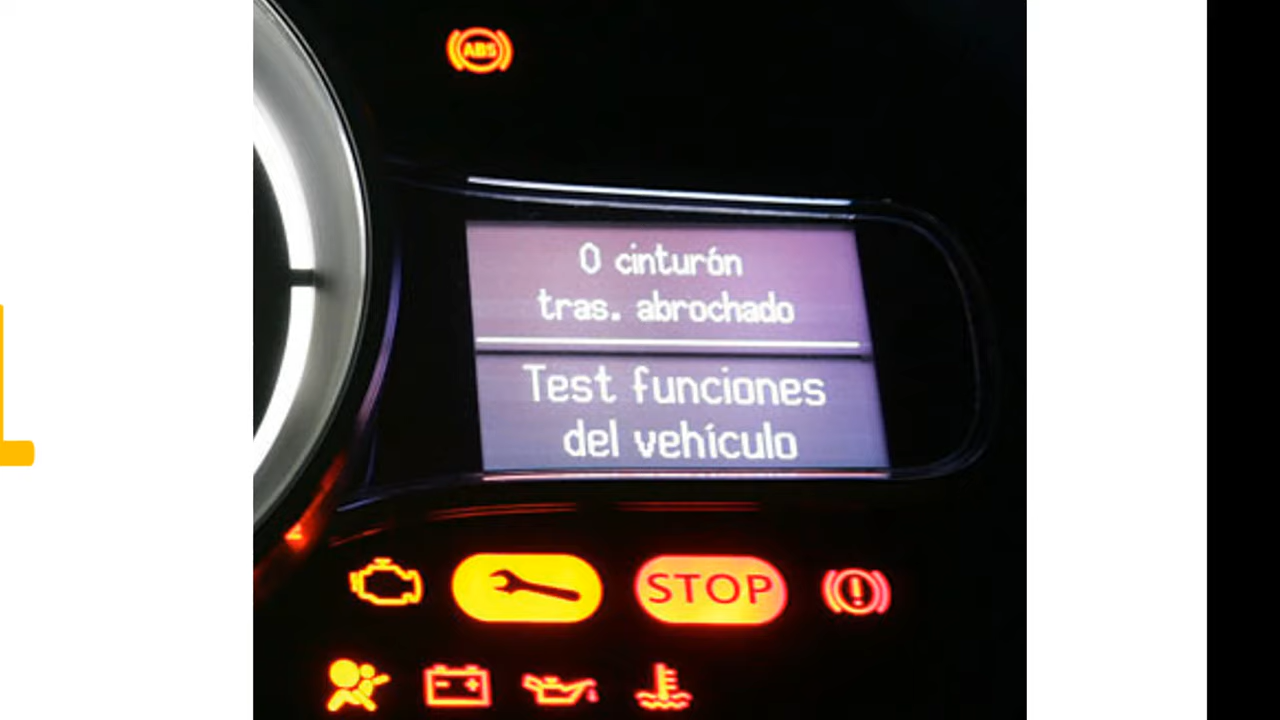 ABS
0 cinturón
tras. abrochado
Test funciones
del vehículo
STOP